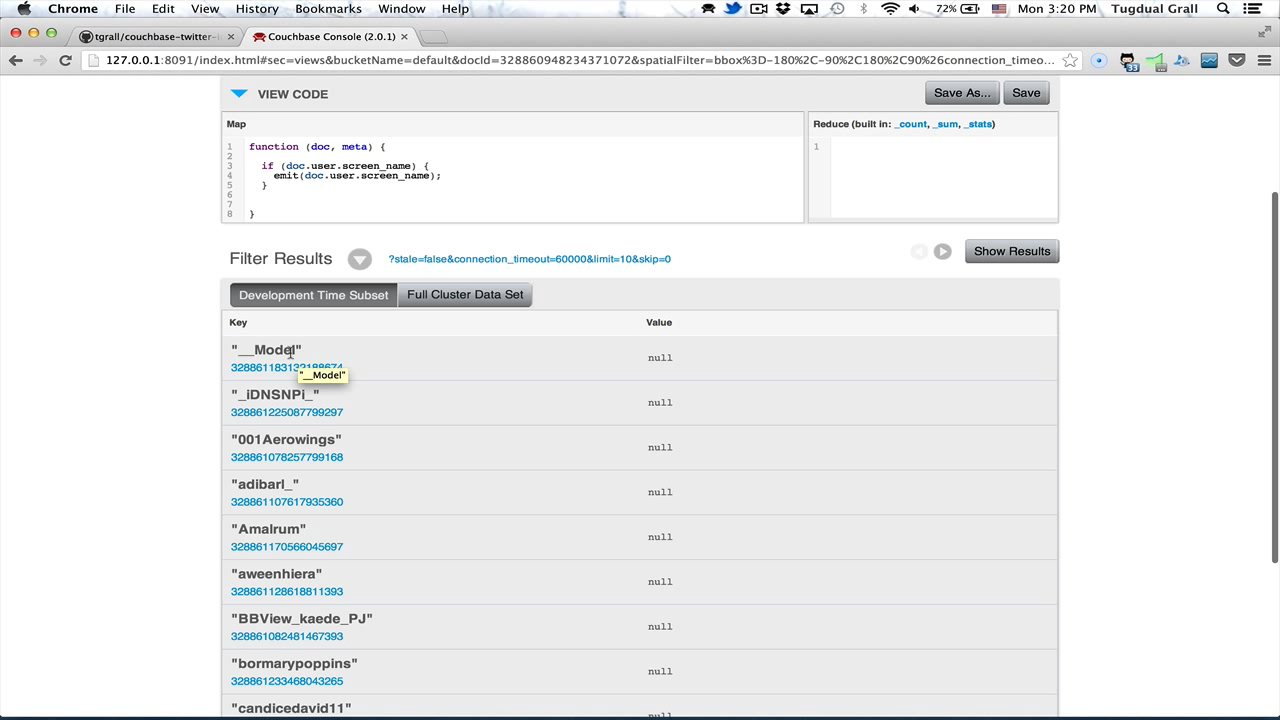 Chrome File Edit View History Bookmarks Window Help 72% Mon 3:20 PM Tugdual Grall
tgrall/couchbase-twitter-i
Couchbase Console (2.0.1)
127.0.0.1:8091/index.html#sec=views&bucketName=default&docId=328860948234371072&spatialFilter=bbox%3D-180%2C-90%2C180%2C90%26connection_timeo...
33
VIEW CODE
Save As...
Save
Map
Reduce (built in: _count, _sum, _stats)
1 function (doc, meta) {
2
3 if (doc.user.screen_name) {
4 emit(doc.user.screen_name);
5 }
6
7
8 }
1
Filter Results
?stale=false&connection_timeout=60000&limit=10&skip=0
Show Results
Development Time Subset
Full Cluster Data Set
Key Value
"__Model"
328861183132188674
null
"__Model"
"_iDNSNPi_"
328861225087799297
null
"001Aerowings"
328861078257799168
null
"adibarl_"
328861107617935360
null
"Amalrum"
328861170566045697
null
"aweenhiera"
328861128618811393
null
"BBView_kaede_PJ"
328861082481467393
null
"bormarypoppins"
328861233468043265
null
"candicedavid11"
null